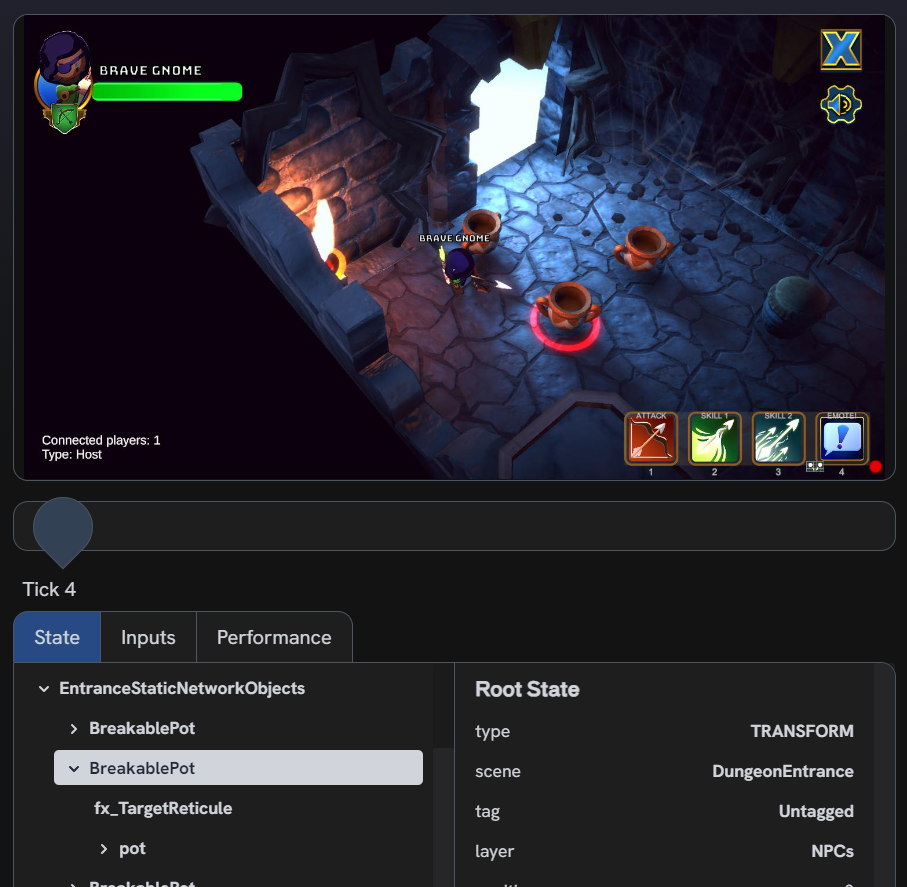 BRAVE GNOME
BRAVE GNOME
Connected players: 1
Type: Host
ATTACK
SKILL 1
SKILL 2
EMOTE!
1
2
3
4
Tick 4
State
Inputs
Performance
EntranceStaticNetworkObjects
BreakablePot
BreakablePot
fx_TargetReticule
pot
BreakablePot
Root State
type TRANSFORM
scene DungeonEntrance
tag Untagged
layer NPCs